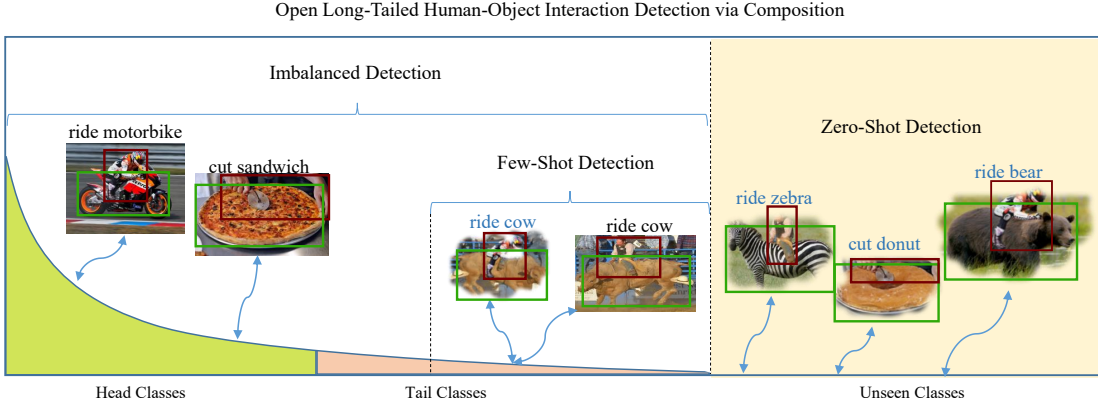 Open Long-Tailed Human-Object Interaction Detection via Composition
Imbalanced Detection
Zero-Shot Detection
ride motorbike
cut sandwich
Few-Shot Detection
ride cow
ride cow
ride zebra
cut donut
ride bear
Head Classes
Tail Classes
Unseen Classes